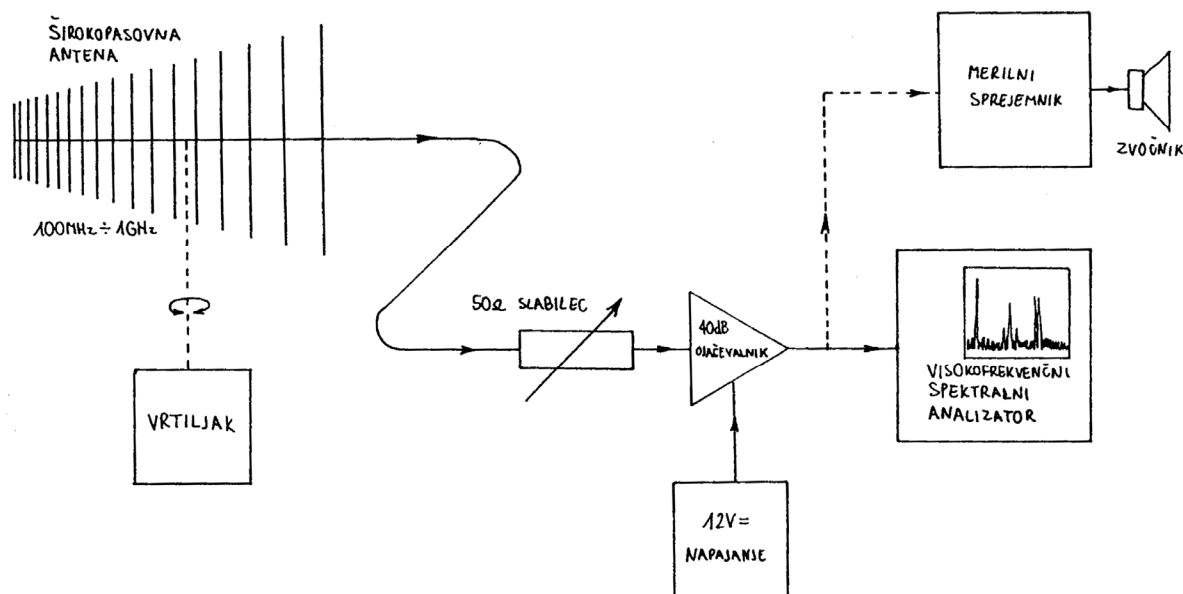 ŠIROKOPASOVNA
ANTENA
100MHz ÷ 1GHz
VRTILJAK
50Ω SLABILEC
40dB
OJAČEVALNIK
12V=
NAPAJANJE
MERILNI
SPREJEMNIK
ZVOČNIK
VISOKOFREKVENČNI
SPEKTRALNI
ANALIZATOR